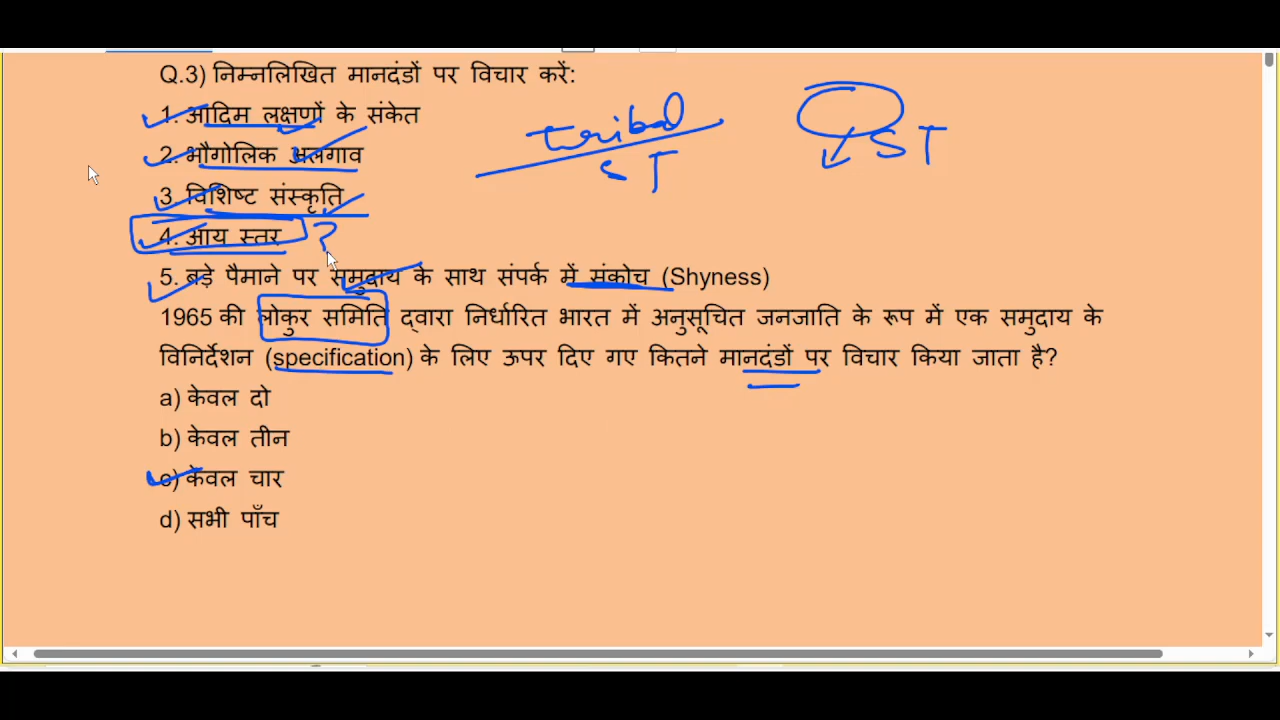 Q.3) निम्नलिखित मानदंडों पर विचार करें:
1. आदिम लक्षणों के संकेत
tribal
ST
ST
2. भौगोलिक अलगाव
3. विशिष्ट संस्कृति
4. आय स्तर ?
5. बड़े पैमाने पर समुदाय के साथ संपर्क में संकोच (Shyness)
1965 की लोकुर समिति द्वारा निर्धारित भारत में अनुसूचित जनजाति के रूप में एक समुदाय के
विनिर्देशन (specification) के लिए ऊपर दिए गए कितने मानदंडों पर विचार किया जाता है?
a) केवल दो
b) केवल तीन
c) केवल चार
d) सभी पाँच